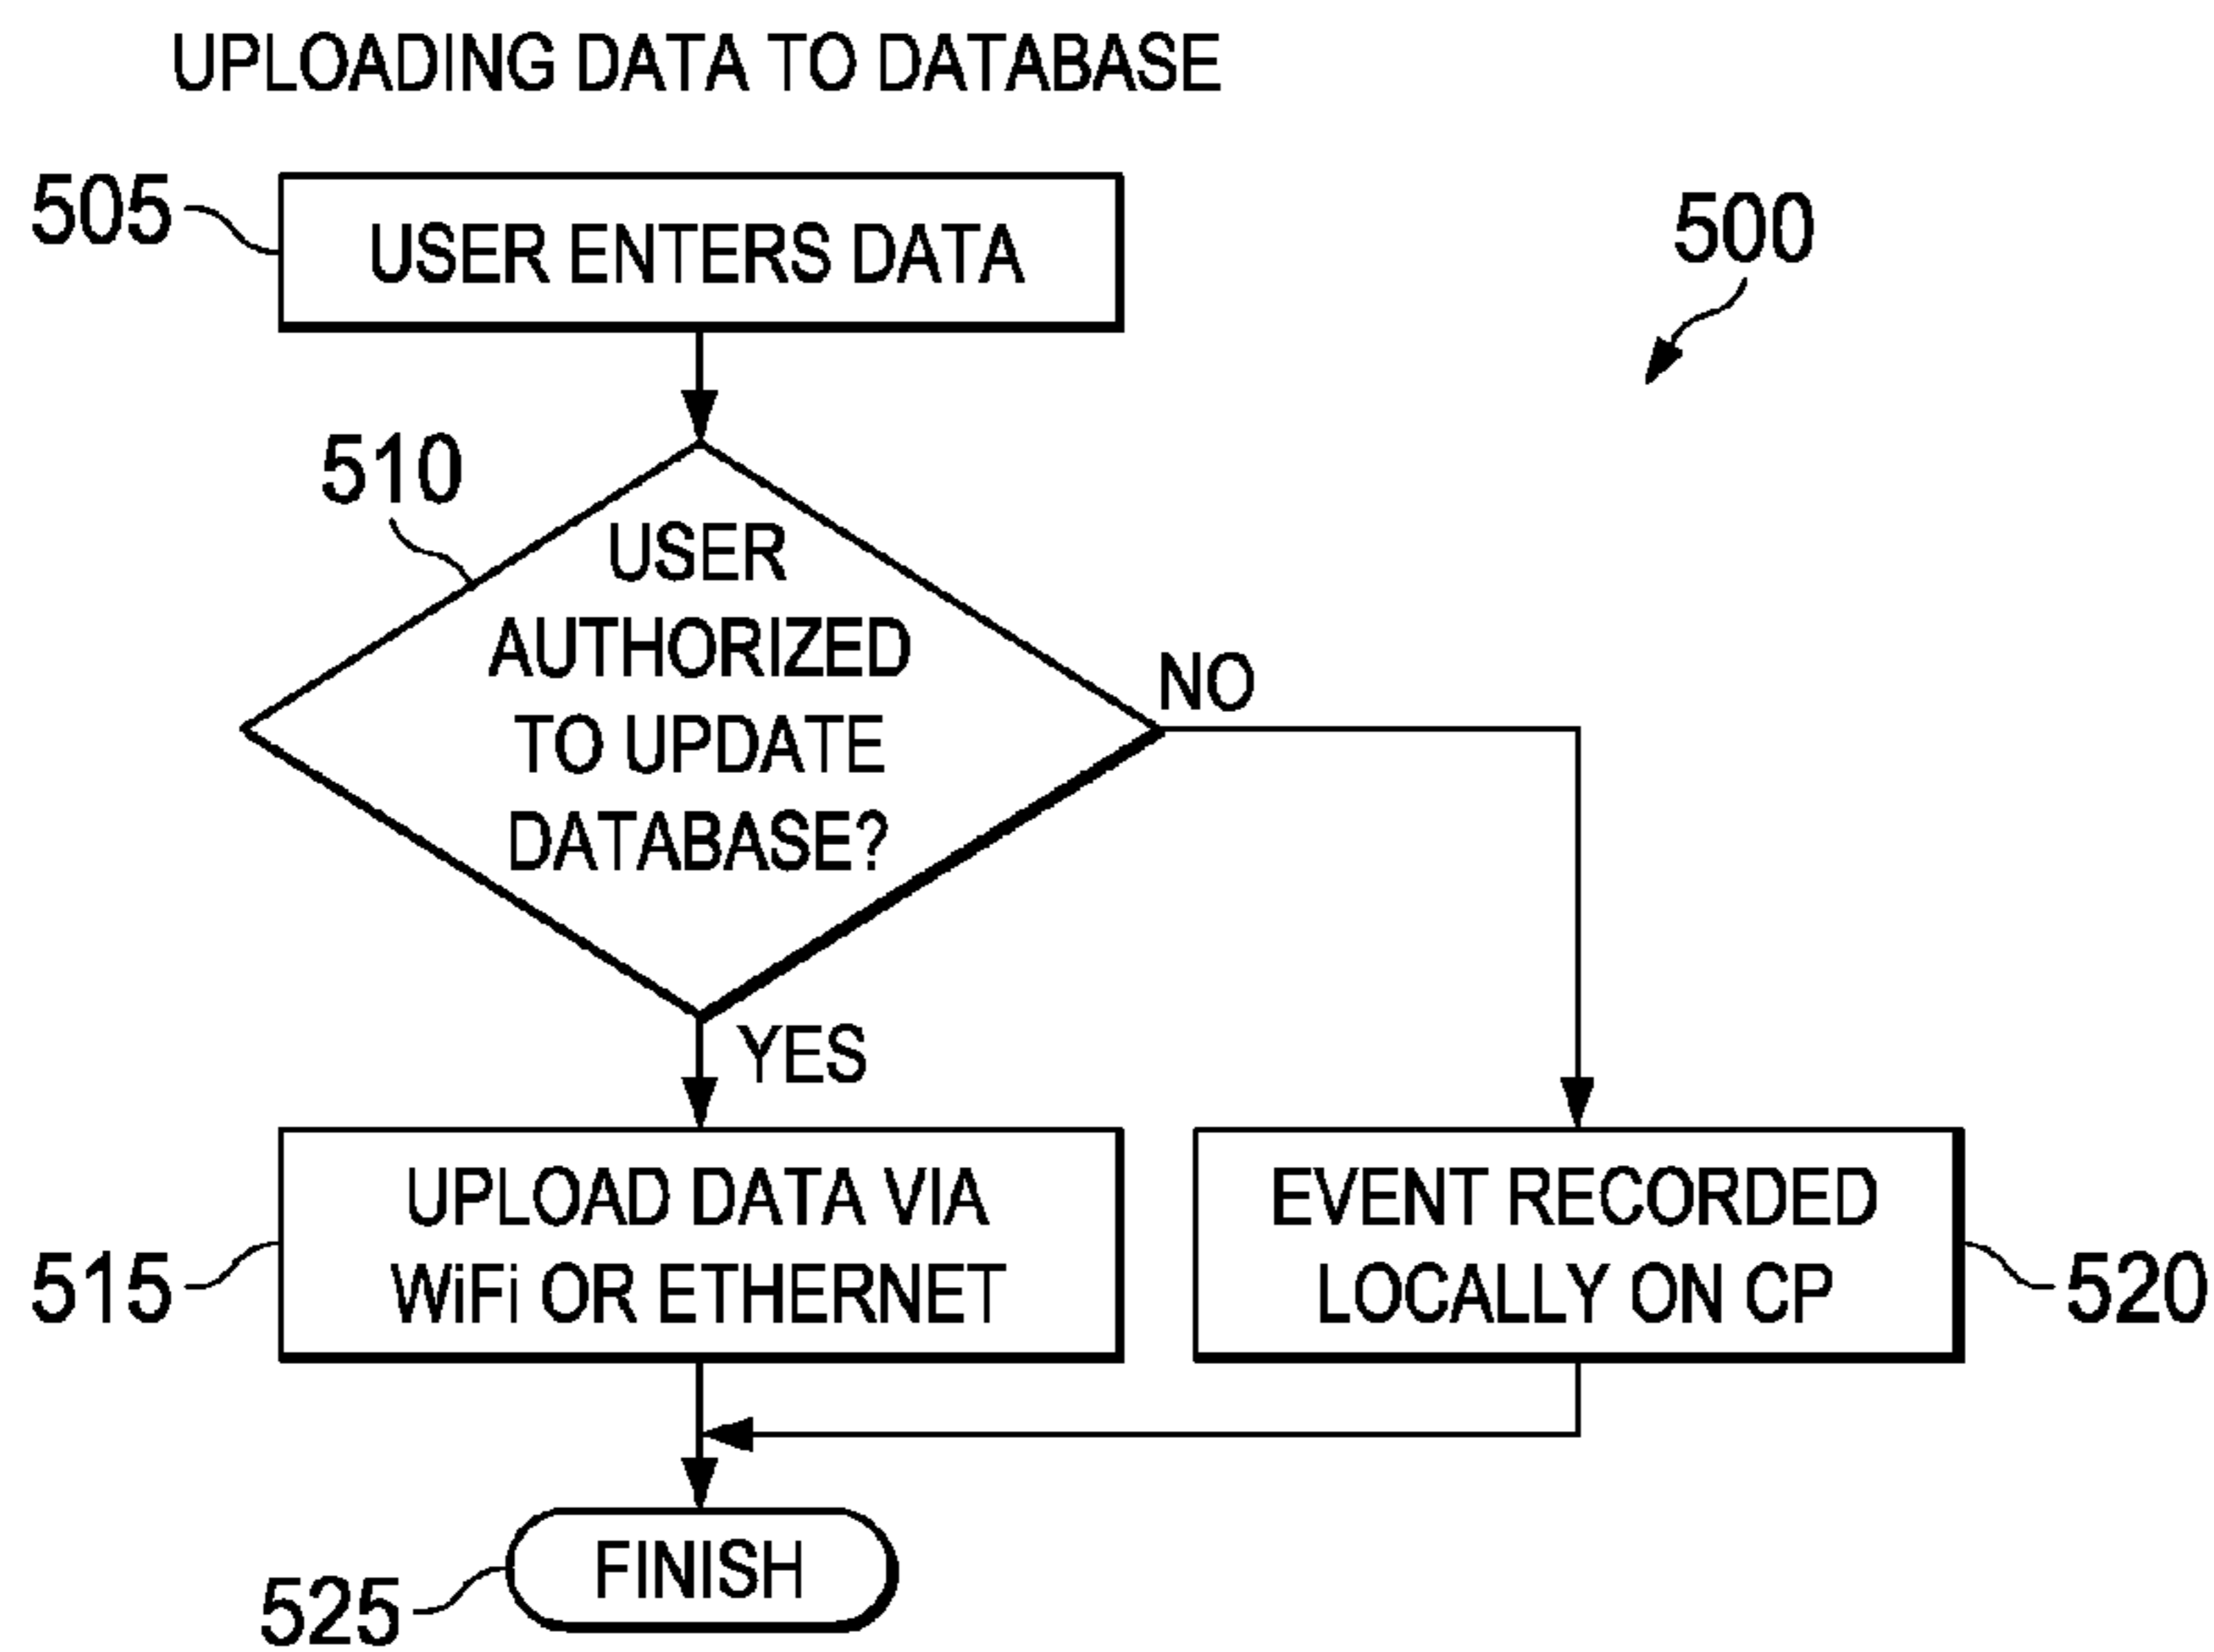 UPLOADING DATA TO DATABASE
505
USER ENTERS DATA
500
510
USER
AUTHORIZED
TO UPDATE
DATABASE?
NO
YES
UPLOAD DATA VIA
WiFi OR ETHERNET
515
EVENT RECORDED
LOCALLY ON CP
520
FINISH
525